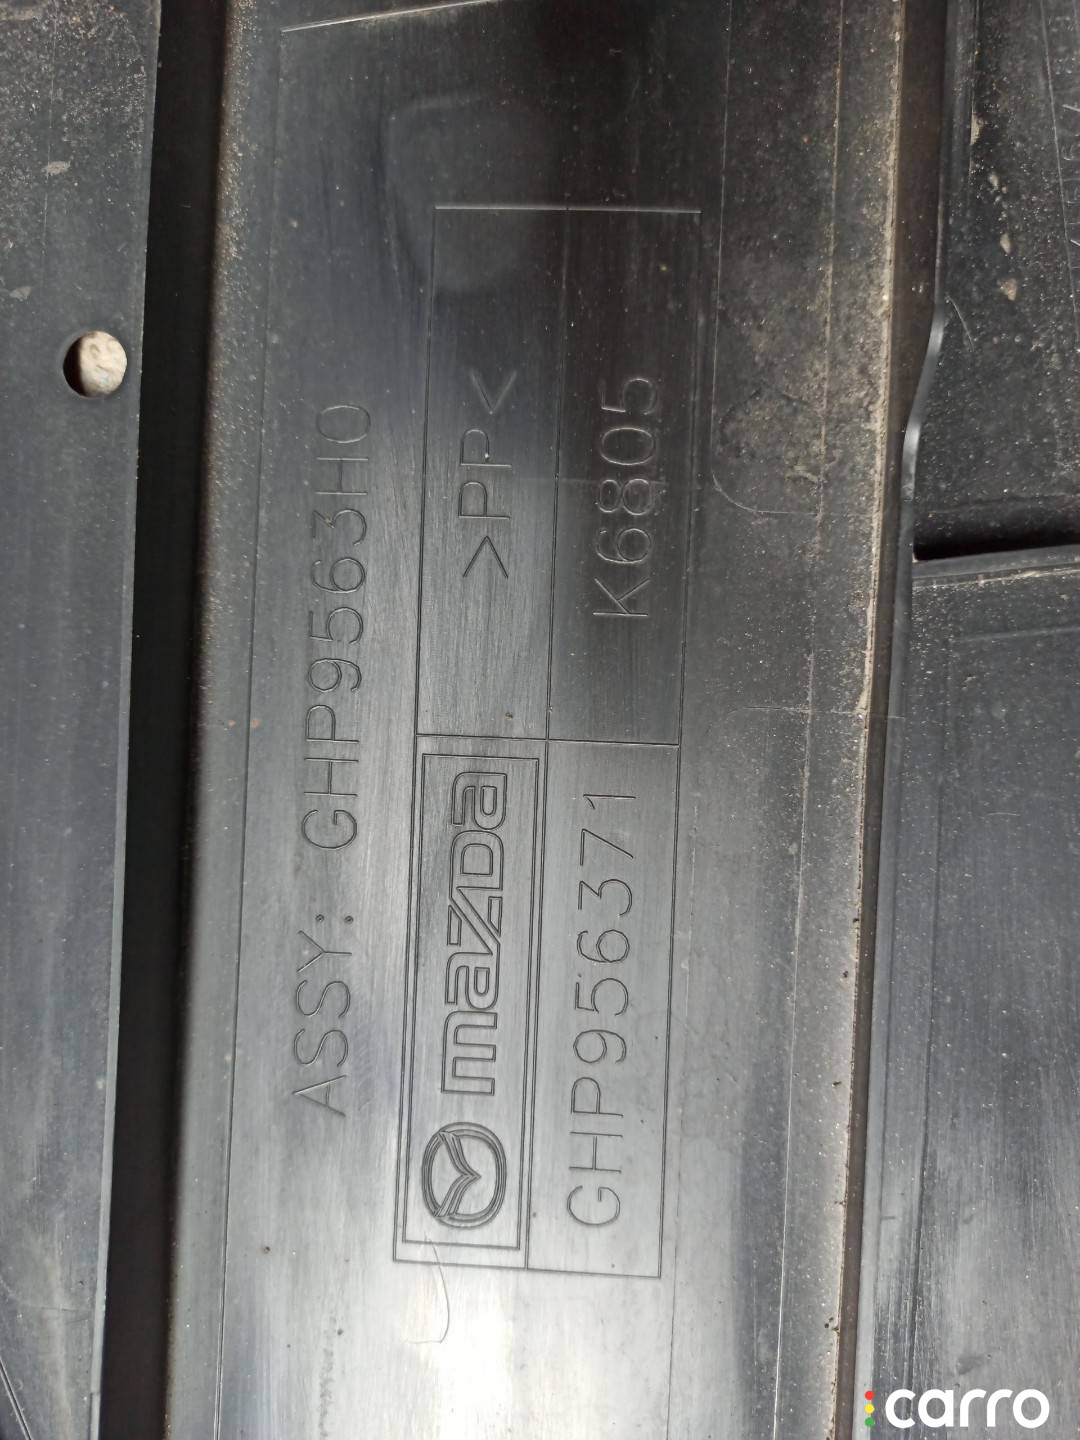 ASSY: GHP9563H0
mazda >PP<
GHP956371 K6805
carro